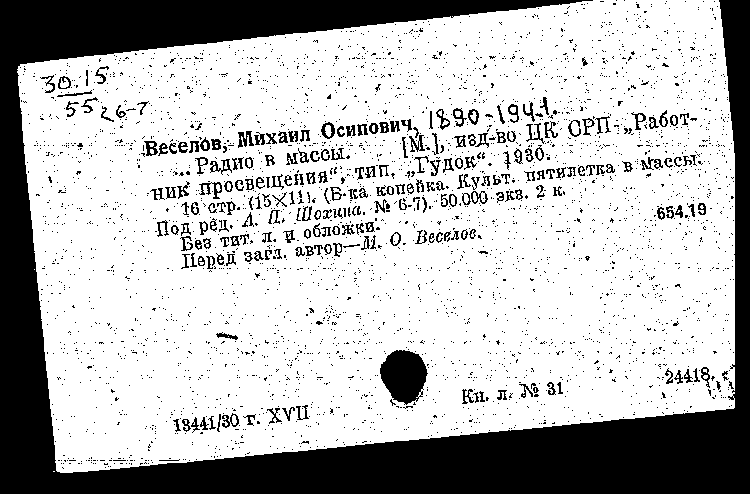 30.15
55 26-7
Веселов, Михаил Осипович, 1890-1941.
... Радио в массы. [М.], изд-во ЦК СРП „Работ-
ник просвещения“, тип. „Гудок“. 1930.
16 стр. (15×11). (Б-ка копейка. Культ. пятилетка в массы.
Под ред. А. П. Шохина. № 6-7). 50.000 экз. 2 к.
Без тит. л. и обложки. 654.19
Перед загл. автор—М. О. Веселов.
13441/30 г. XVII Кн. л. № 31 24418.